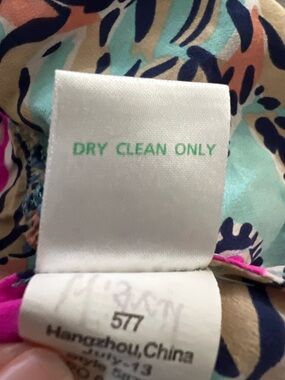 DRY CLEAN ONLY
577
Hangzhou, China
July-13